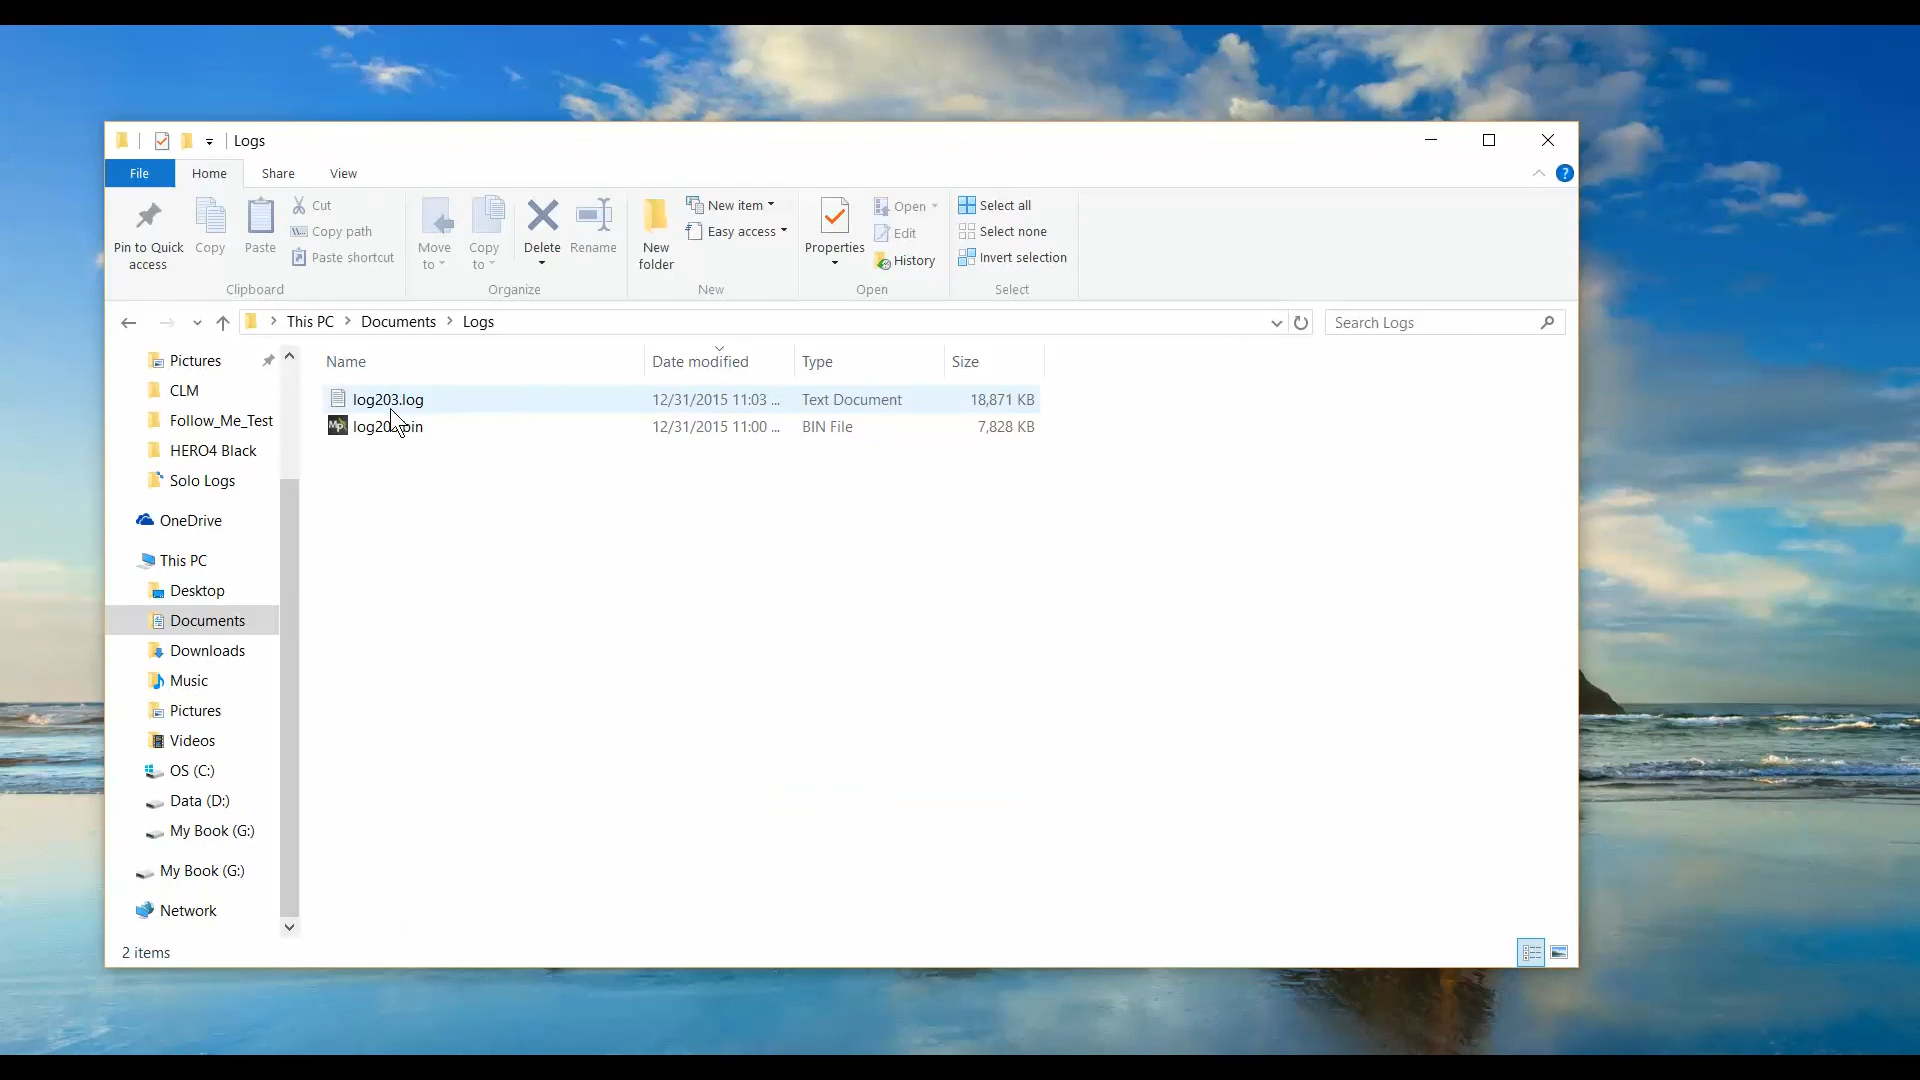 Logs
File Home Share View
Pin to Quick access
Copy
Paste
Cut
Copy path
Paste shortcut
Clipboard
Move to
Copy to
Delete
Rename
Organize
New folder
New item
Easy access
New
Properties
Open
Edit
History
Open
Select all
Select none
Invert selection
Select
This PC > Documents > Logs
Search Logs
Name Date modified Type Size
log203.log 12/31/2015 11:03 ... Text Document 18,871 KB
12/31/2015 11:00 ... BIN File 7,828 KB
Pictures
CLM
Follow_Me_Test
HERO4 Black
Solo Logs
OneDrive
This PC
Desktop
Documents
Downloads
Music
Pictures
Videos
OS (C:)
Data (D:)
My Book (G:)
My Book (G:)
Network
2 items